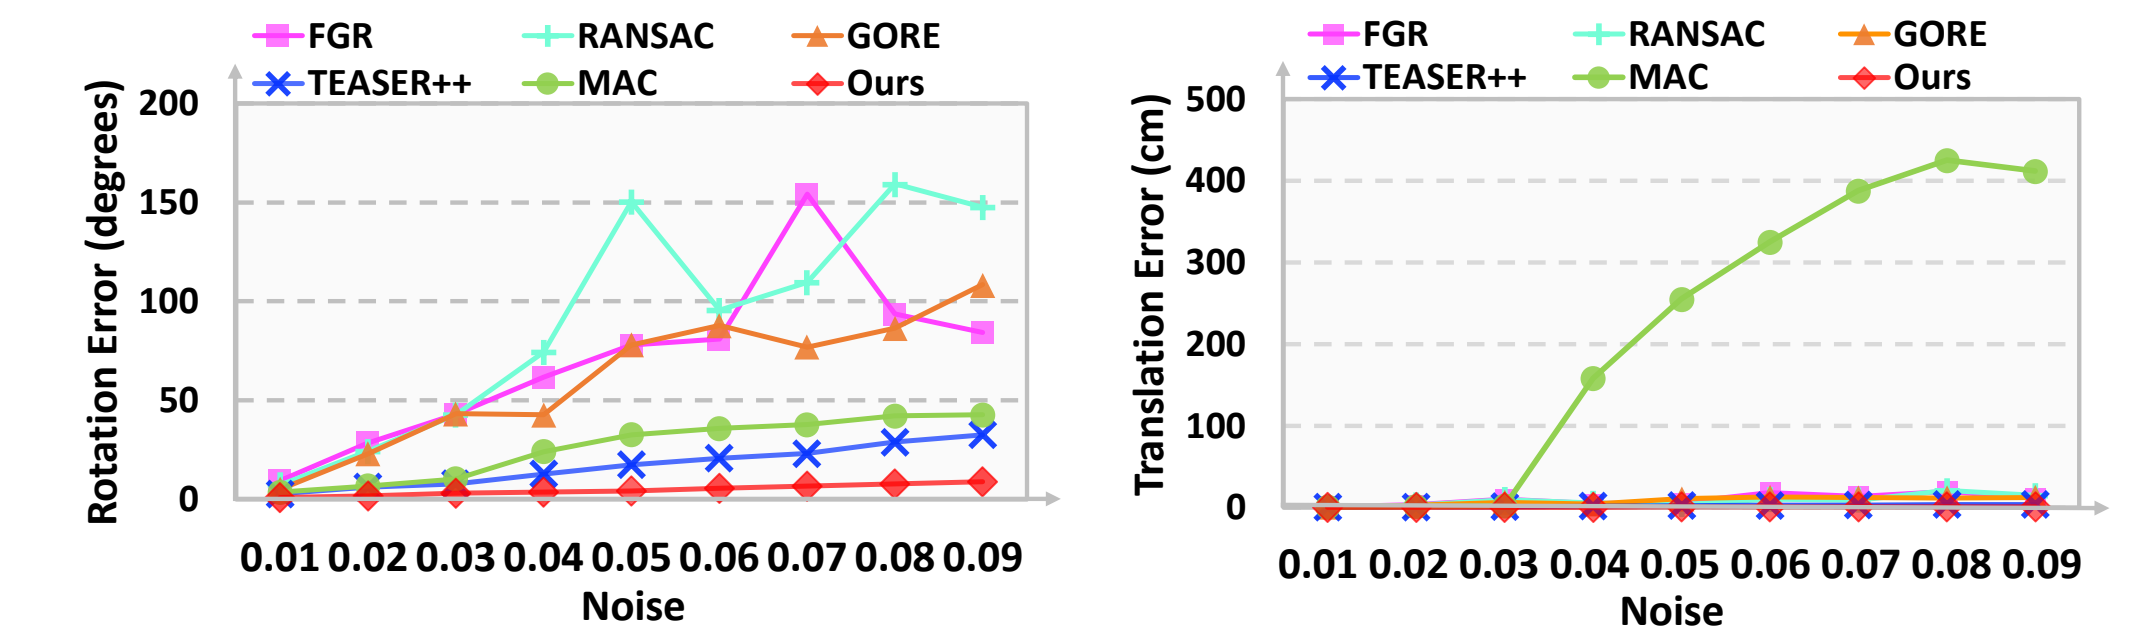 FGR RANSAC GORE
TEASER++ MAC Ours
Rotation Error (degrees)
200
150
100
50
0
0.01 0.02 0.03 0.04 0.05 0.06 0.07 0.08 0.09
Noise
FGR RANSAC GORE
TEASER++ MAC Ours
Translation Error (cm)
500
400
300
200
100
0
0.01 0.02 0.03 0.04 0.05 0.06 0.07 0.08 0.09
Noise